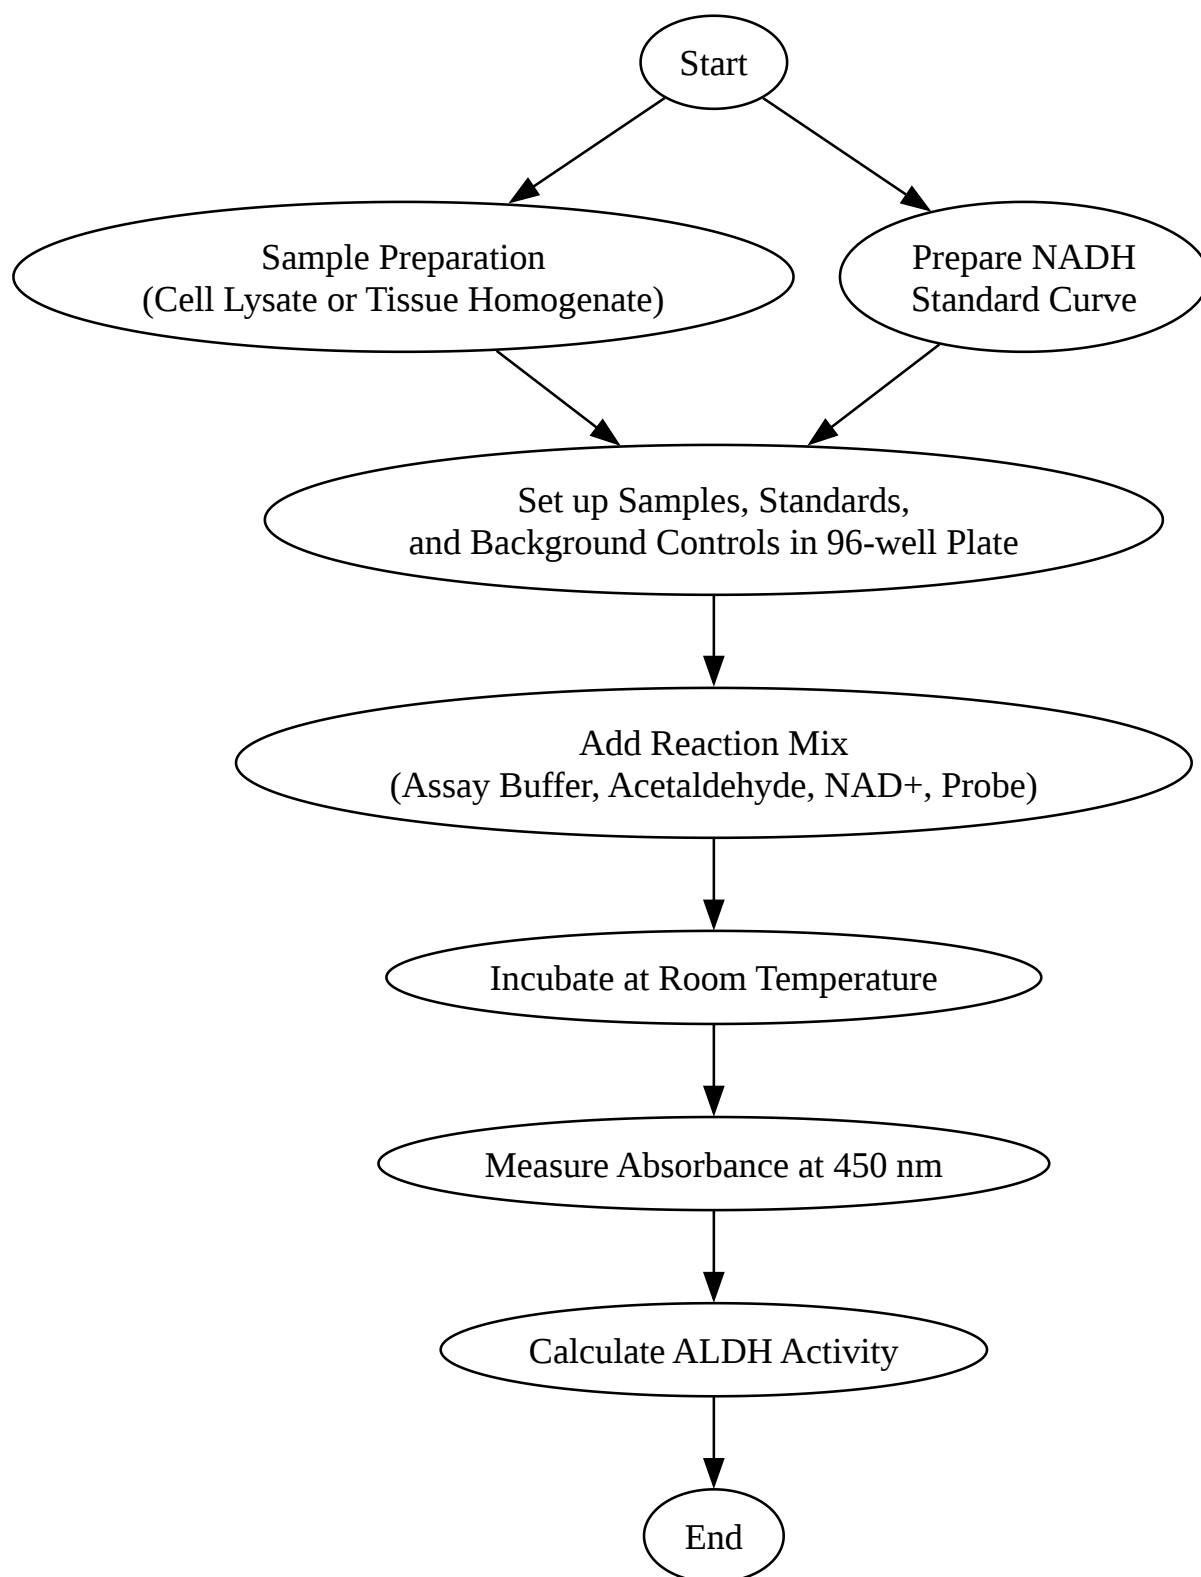 Start
Sample Preparation
(Cell Lysate or Tissue Homogenate)
Prepare NADH
Standard Curve
Set up Samples, Standards,
and Background Controls in 96-well Plate
Add Reaction Mix
(Assay Buffer, Acetaldehyde, NAD+, Probe)
Incubate at Room Temperature
Measure Absorbance at 450 nm
Calculate ALDH Activity
End